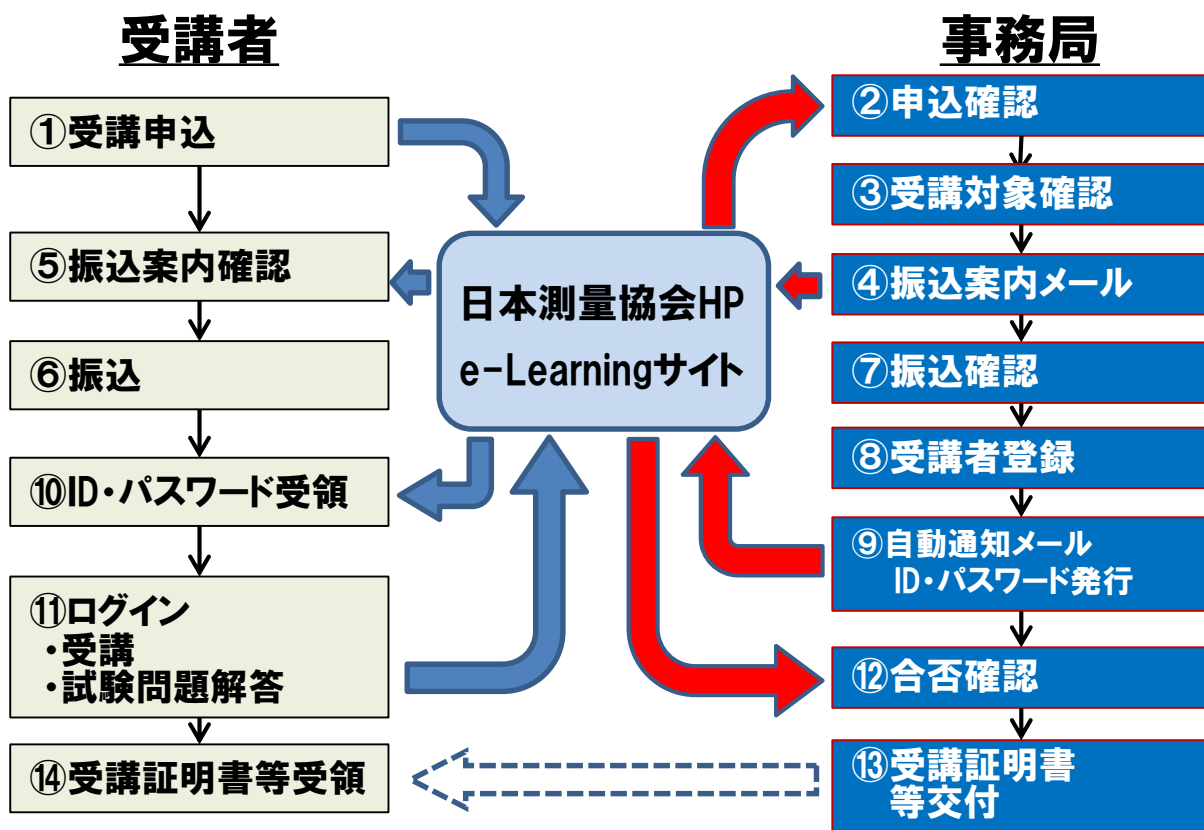 受講者
①受講申込
⑤振込案内確認
⑥振込
⑩ID・パスワード受領
⑪ログイン
・受講
・試験問題解答
⑭受講証明書等受領
日本測量協会HP
e-Learningサイト
事務局
②申込確認
③受講対象確認
④振込案内メール
⑦振込確認
⑧受講者登録
⑨自動通知メール
ID・パスワード発行
⑫合否確認
⑬受講証明書
等交付